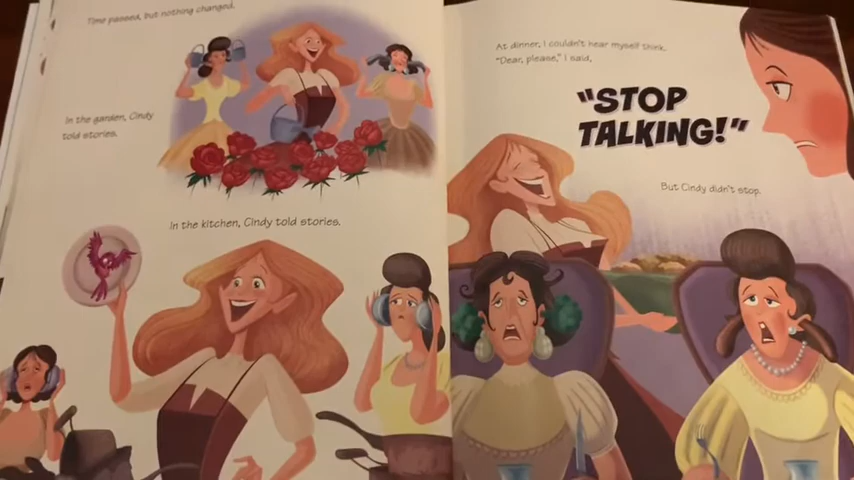 Time passed, but nothing changed.
In the garden, Cindy
told stories.
In the kitchen, Cindy told stories.
At dinner, I couldn't hear myself think.
"Dear, please," I said,
"STOP
TALKING!"
But Cindy didn't stop.